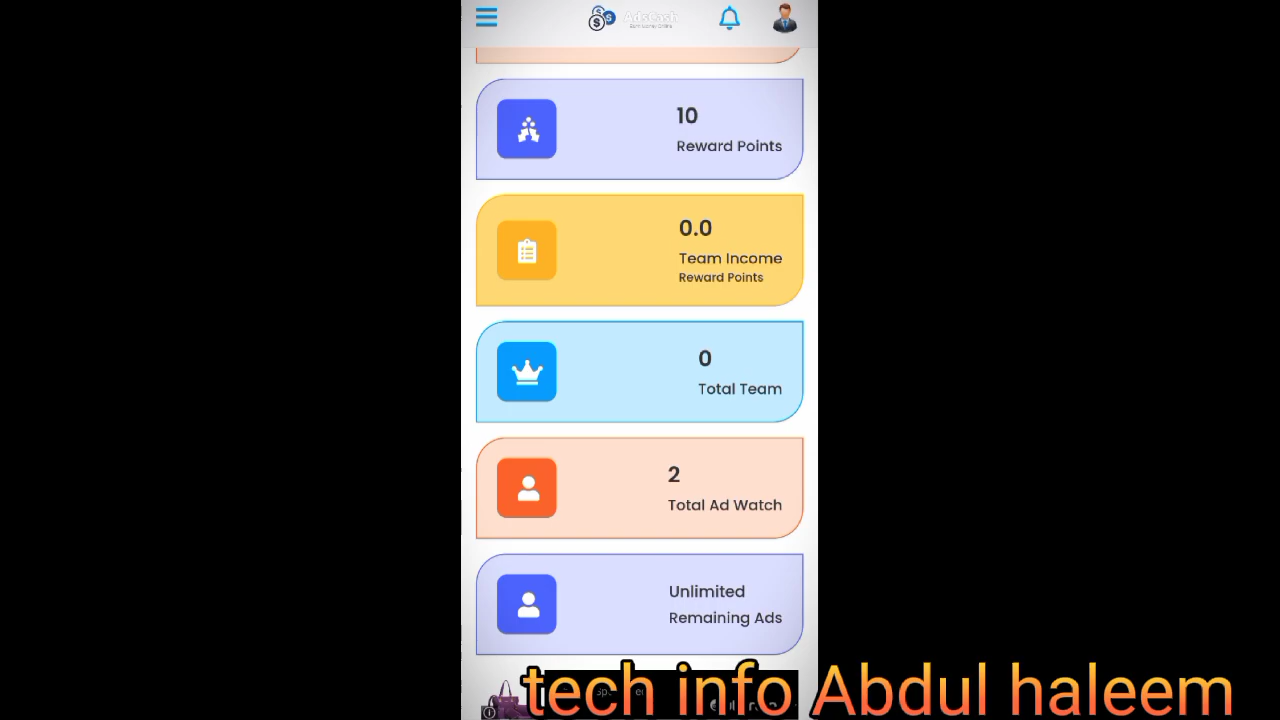 AdsCash
10
Reward Points
0.0
Team Income
Reward Points
0
Total Team
2
Total Ad Watch
Unlimited
Remaining Ads
tech info Abdul haleem